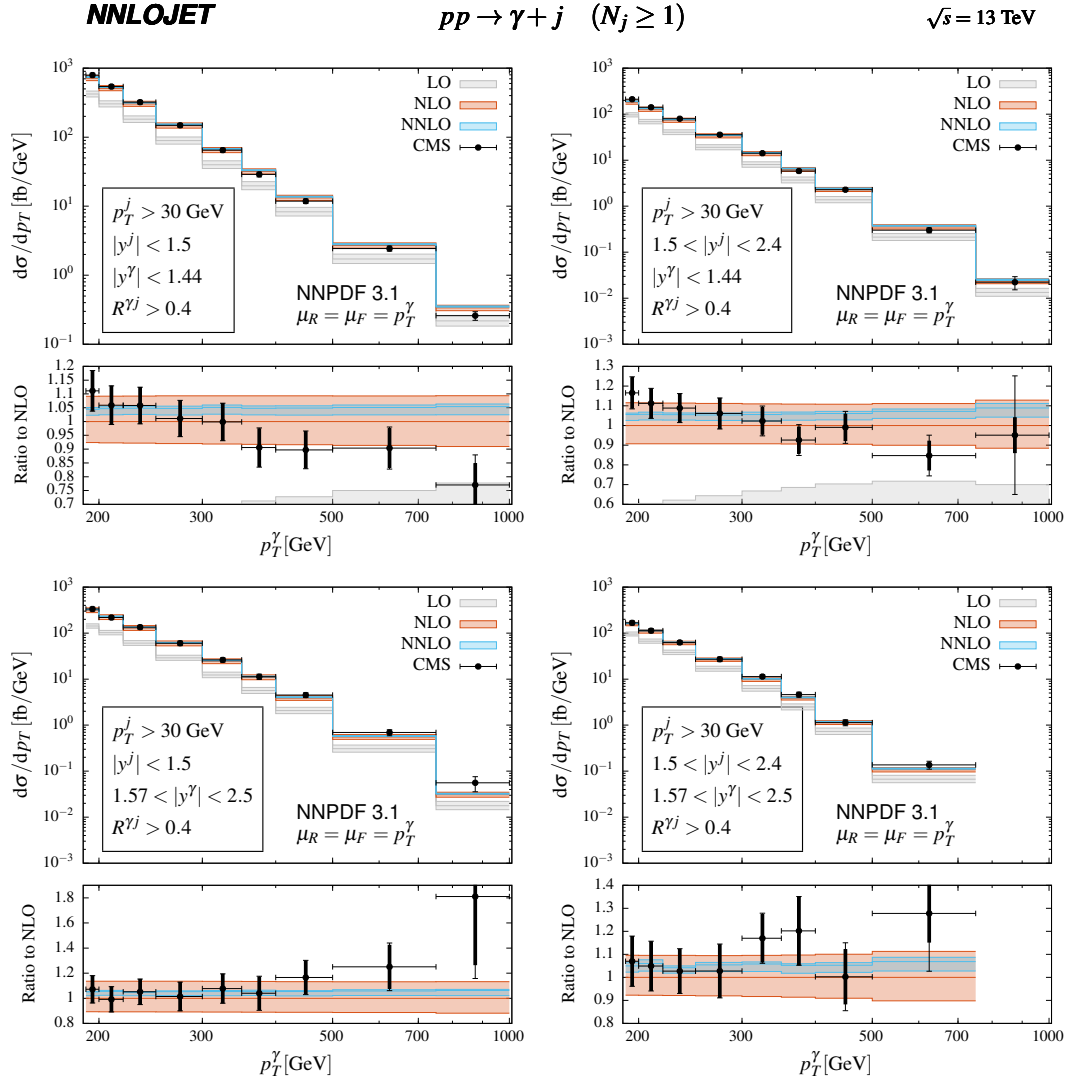 NNLOJET pp → γ + j (N_j ≥ 1) √s = 13 TeV
10^3
10^2
10^1
10^0
10^−1
dσ/dp_T [fb/GeV]
LO
NLO
NNLO
CMS
p_T^j > 30 GeV
|y^j| < 1.5
|y^γ| < 1.44
R^γj > 0.4
NNPDF 3.1
μ_R = μ_F = p_T^γ
1.2
1.15
1.1
1.05
1
0.95
0.9
0.85
0.8
0.75
0.7
Ratio to NLO
200 300 500 700 1000
p_T^γ [GeV]
10^3
10^2
10^1
10^0
10^−1
10^−2
10^−3
dσ/dp_T [fb/GeV]
LO
NLO
NNLO
CMS
p_T^j > 30 GeV
1.5 < |y^j| < 2.4
|y^γ| < 1.44
R^γj > 0.4
NNPDF 3.1
μ_R = μ_F = p_T^γ
1.3
1.2
1.1
1
0.9
0.8
0.7
0.6
Ratio to NLO
200 300 500 700 1000
p_T^γ [GeV]
10^3
10^2
10^1
10^0
10^−1
10^−2
10^−3
dσ/dp_T [fb/GeV]
LO
NLO
NNLO
CMS
p_T^j > 30 GeV
|y^j| < 1.5
1.57 < |y^γ| < 2.5
R^γj > 0.4
NNPDF 3.1
μ_R = μ_F = p_T^γ
1.8
1.6
1.4
1.2
1
0.8
Ratio to NLO
200 300 500 700 1000
p_T^γ [GeV]
10^3
10^2
10^1
10^0
10^−1
10^−2
10^−3
dσ/dp_T [fb/GeV]
LO
NLO
NNLO
CMS
p_T^j > 30 GeV
1.5 < |y^j| < 2.4
1.57 < |y^γ| < 2.5
R^γj > 0.4
NNPDF 3.1
μ_R = μ_F = p_T^γ
1.4
1.3
1.2
1.1
1
0.9
0.8
Ratio to NLO
200 300 500 700 1000
p_T^γ [GeV]